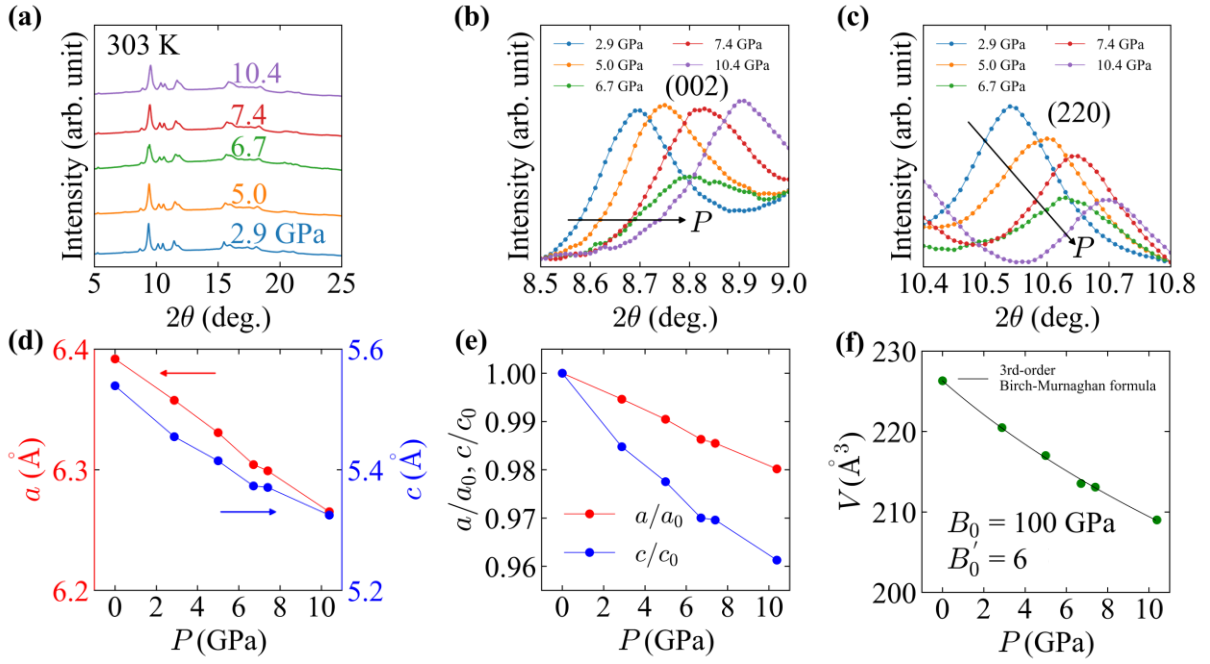 (a)
303 K
10.4
7.4
6.7
5.0
2.9 GPa
Intensity (arb. unit)
5 10 15 20 25
2θ (deg.)
(b)
2.9 GPa
5.0 GPa
6.7 GPa
7.4 GPa
10.4 GPa
(002)
P
Intensity (arb. unit)
8.5 8.6 8.7 8.8 8.9 9.0
2θ (deg.)
(c)
2.9 GPa
5.0 GPa
6.7 GPa
7.4 GPa
10.4 GPa
(220)
P
Intensity (arb. unit)
10.4 10.5 10.6 10.7 10.8
2θ (deg.)
(d)
6.4
6.3
6.2
a (Å)
5.6
5.4
5.2
c (Å)
0 2 4 6 8 10
P (GPa)
(e)
1.00
0.99
0.98
0.97
0.96
a/a₀, c/c₀
a/a₀
c/c₀
0 2 4 6 8 10
P (GPa)
(f)
230
220
210
200
V (Å³)
3rd-order
Birch-Murnaghan formula
B₀ = 100 GPa
B₀′ = 6
0 2 4 6 8 10
P (GPa)